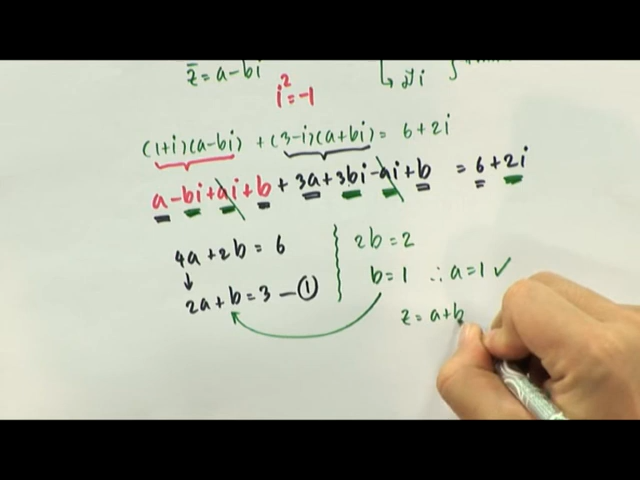 z̄ = a-bi
i² = -1
(1+i)(a-bi) + (3-i)(a+bi) = 6+2i
a-bi+ai+b + 3a+3bi-ai+b = 6+2i
4a+2b = 6
2b = 2
↓
b = 1 ∴ a=1 ✓
2a+b = 3 — ①
z = a+b